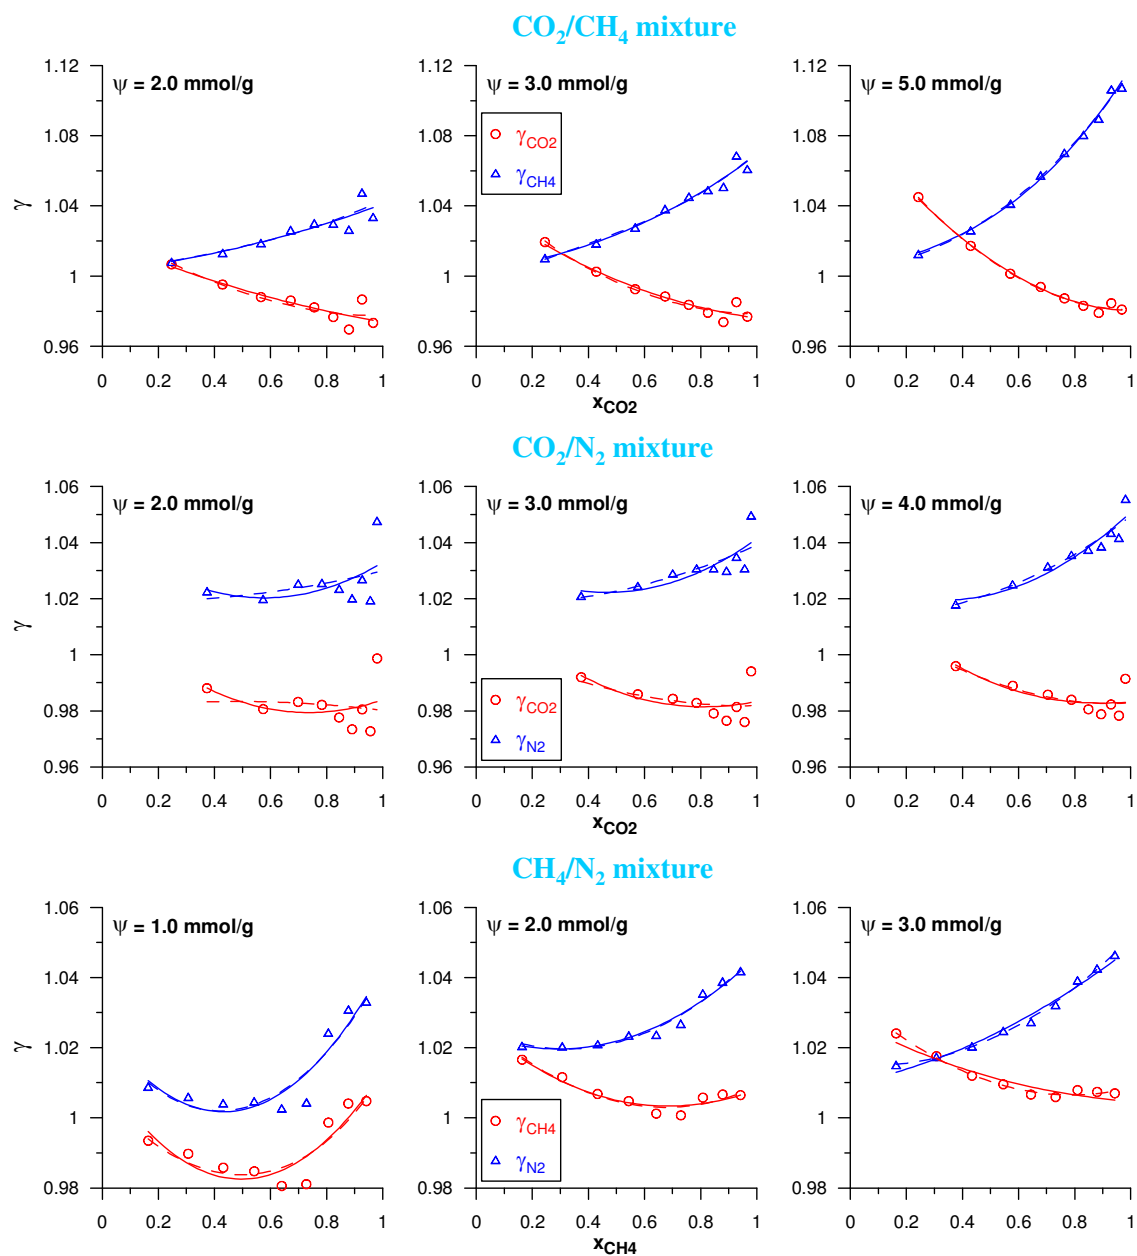 CO2/CH4 mixture
ψ = 2.0 mmol/g
ψ = 3.0 mmol/g
ψ = 5.0 mmol/g
γCO2
γCH4
γ
1.12
1.08
1.04
1
0.96
0 0.2 0.4 0.6 0.8 1
0 0.2 0.4 0.6 0.8 1
0 0.2 0.4 0.6 0.8 1
1.12
1.08
1.04
1
0.96
1.12
1.08
1.04
1
0.96
xCO2
CO2/N2 mixture
ψ = 2.0 mmol/g
ψ = 3.0 mmol/g
ψ = 4.0 mmol/g
γCO2
γN2
γ
1.06
1.04
1.02
1
0.98
0.96
0 0.2 0.4 0.6 0.8 1
0 0.2 0.4 0.6 0.8 1
0 0.2 0.4 0.6 0.8 1
1.06
1.04
1.02
1
0.98
0.96
1.06
1.04
1.02
1
0.98
0.96
xCO2
CH4/N2 mixture
ψ = 1.0 mmol/g
ψ = 2.0 mmol/g
ψ = 3.0 mmol/g
γCH4
γN2
γ
1.06
1.04
1.02
1
0.98
0 0.2 0.4 0.6 0.8 1
0 0.2 0.4 0.6 0.8 1
0 0.2 0.4 0.6 0.8 1
1.06
1.04
1.02
1
0.98
1.06
1.04
1.02
1
0.98
xCH4